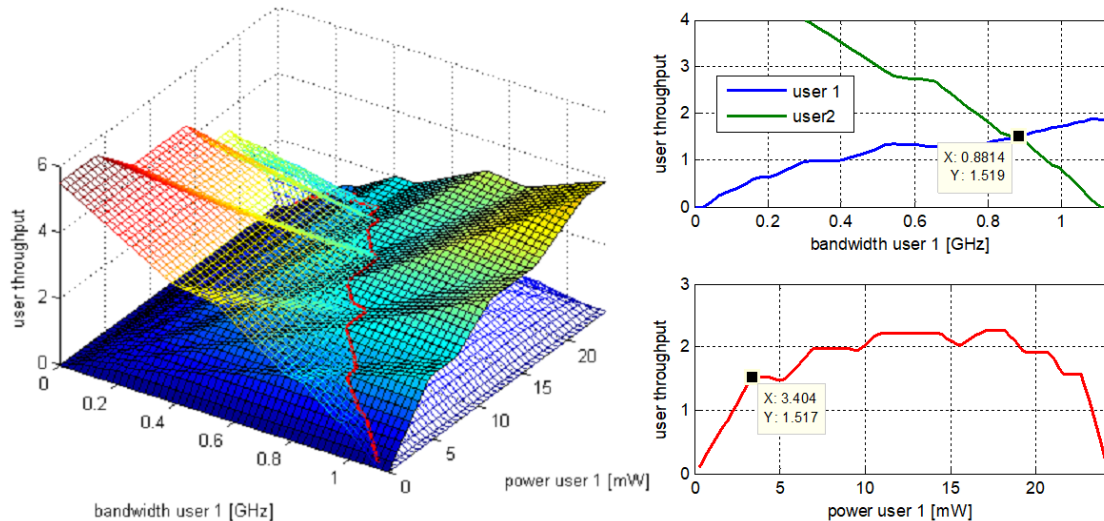 6
4
2
0
user throughput
0
0.2
0.4
0.6
0.8
1
bandwidth user 1 [GHz]
0
5
10
15
20
power user 1 [mW]
4
3
2
1
0
user throughput
user 1
user2
X: 0.8814
Y: 1.519
0 0.2 0.4 0.6 0.8 1
bandwidth user 1 [GHz]
3
2
1
0
user throughput
X: 3.404
Y: 1.517
0 5 10 15 20
power user 1 [mW]